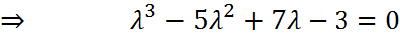 ⇒ λ³ − 5λ² + 7λ − 3 = 0